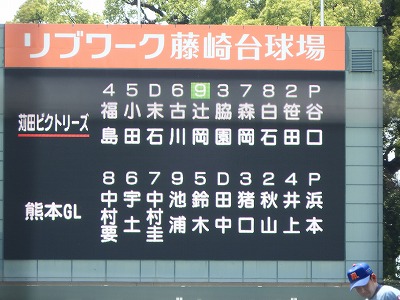 リブワーク藤崎台球場
4 5 D 6 9 3 7 8 2 P
苅田ビクトリーズ 福島 小田 末石 古川 辻岡 脇園 森岡 白石 笹田 谷口
8 6 7 9 5 D 3 2 4 P
熊本GL 中村要 宇土 中村圭 池浦 鈴木 田中 猪口 秋山 井上 浜本